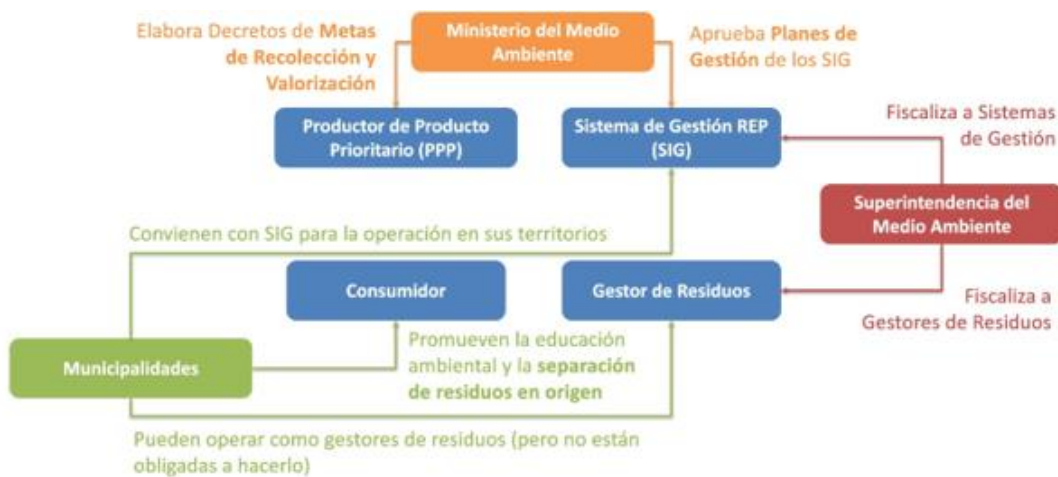 Elabora Decretos de Metas
de Recolección y
Valorización
Ministerio del Medio
Ambiente
Aprueba Planes de
Gestión de los SIG
Productor de Producto
Prioritario (PPP)
Sistema de Gestión REP
(SIG)
Fiscaliza a Sistemas
de Gestión
Superintendencia del
Medio Ambiente
Convienen con SIG para la operación en sus territorios
Consumidor
Gestor de Residuos
Fiscaliza a
Gestores de Residuos
Municipalidades
Promueven la educación
ambiental y la separación
de residuos en origen
Pueden operar como gestores de residuos (pero no están
obligadas a hacerlo)